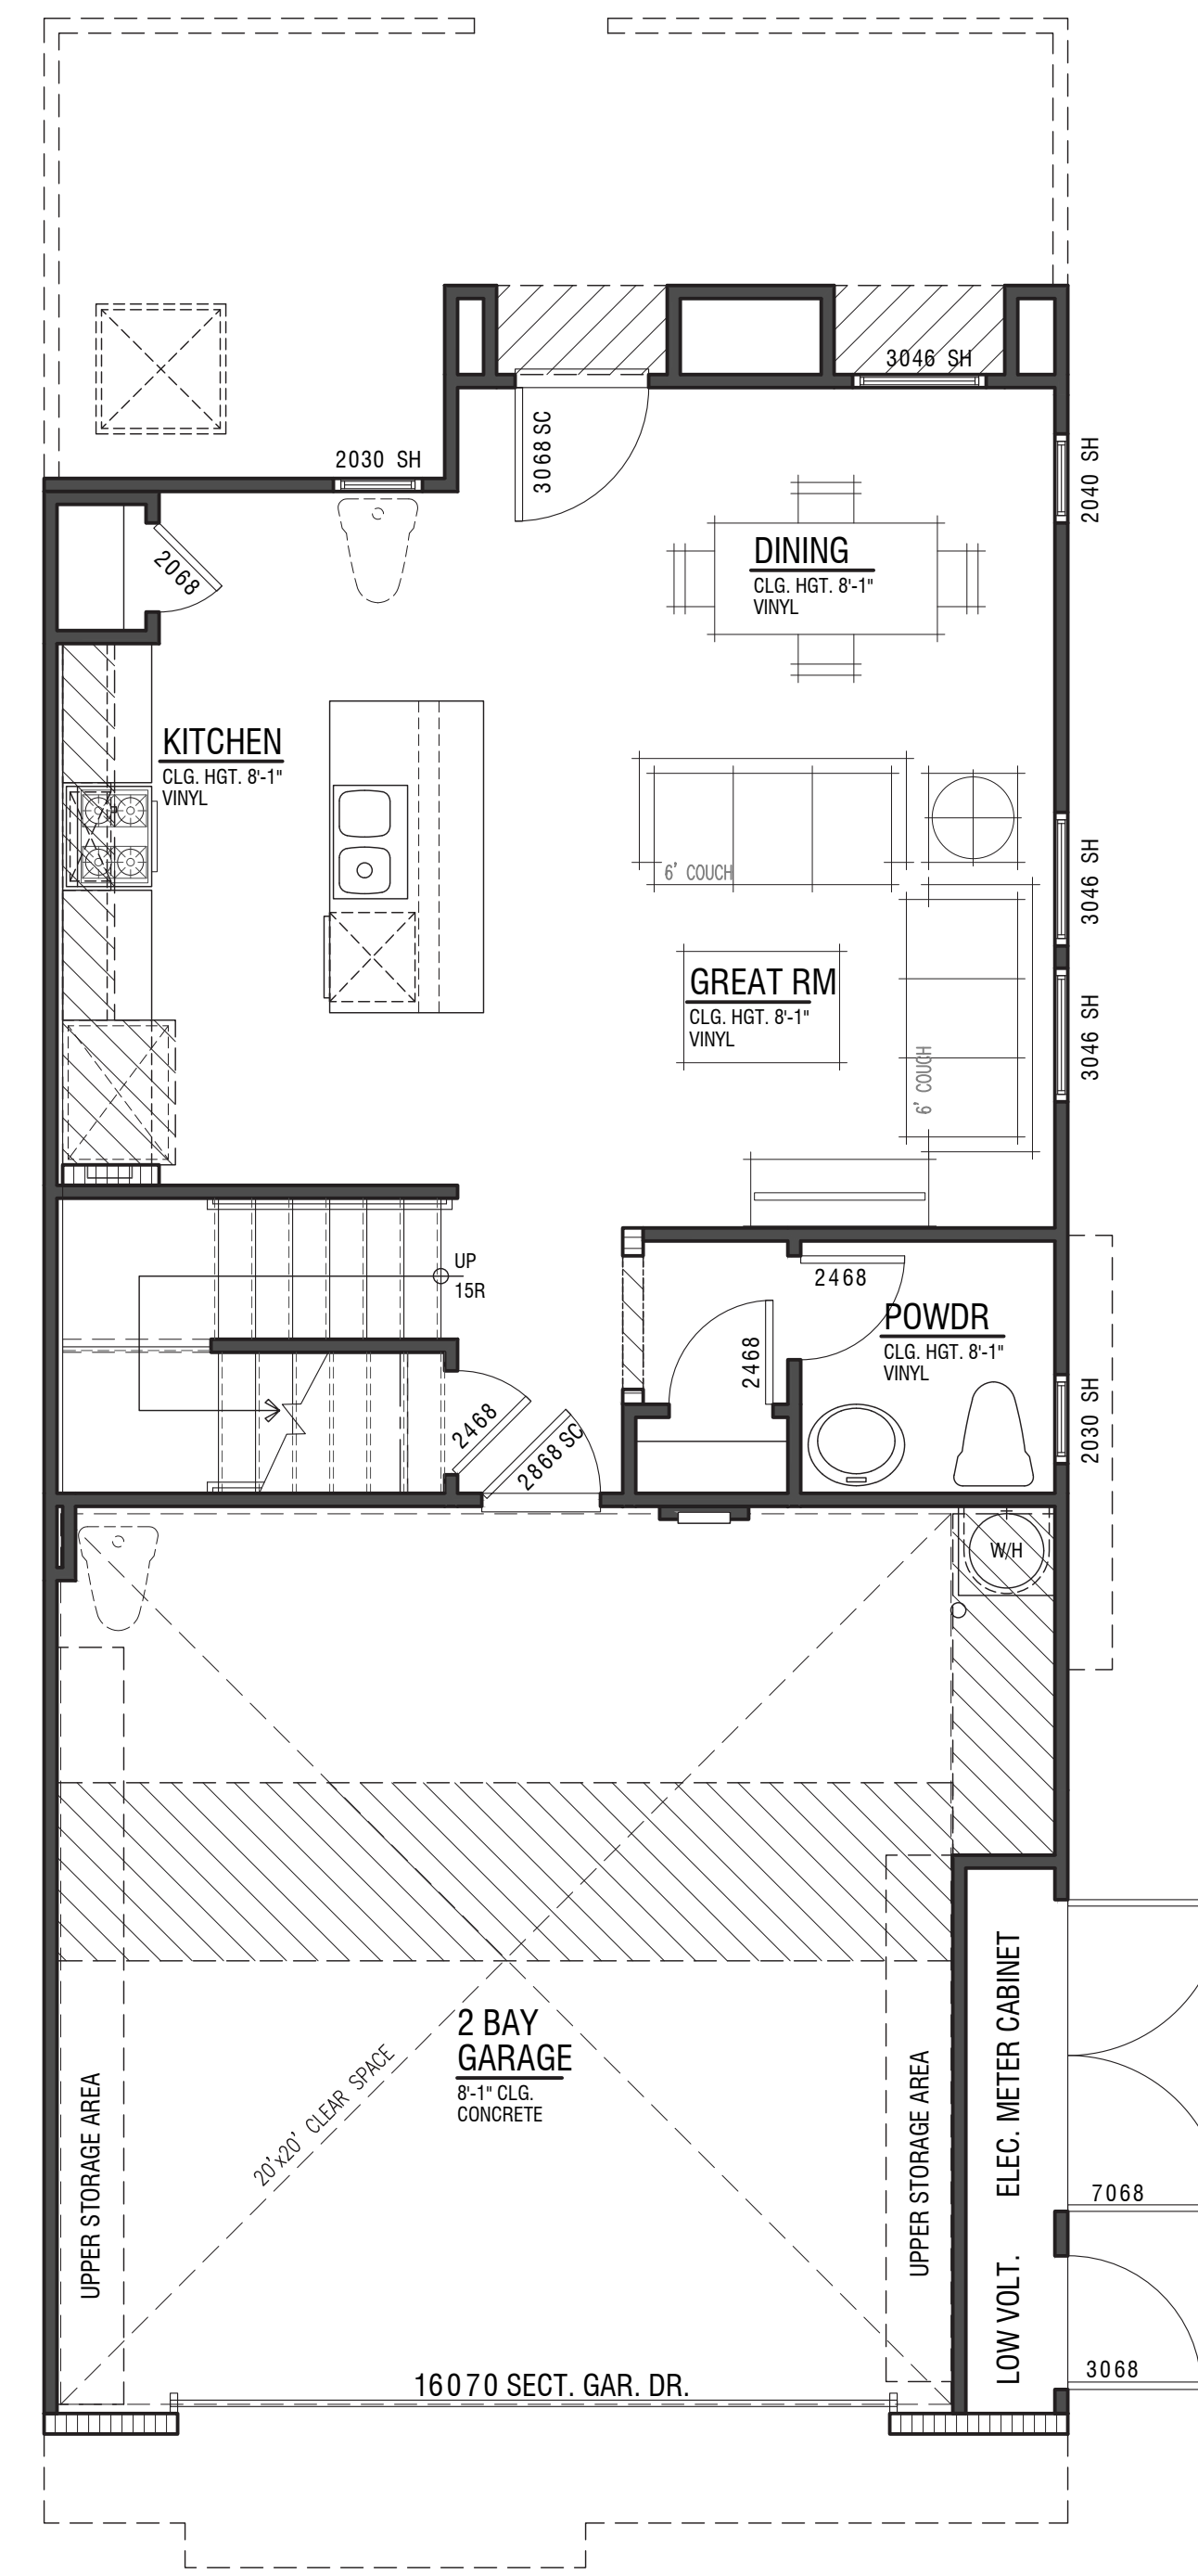 3046 SH
2030 SH
3068 SC
2040 SH
2068
DINING
CLG. HGT. 8'-1"
VINYL
KITCHEN
CLG. HGT. 8'-1"
VINYL
6' COUCH
3046 SH
GREAT RM
CLG. HGT. 8'-1"
VINYL
6' COUCH
3046 SH
UP
15R
2468
POWDR
CLG. HGT. 8'-1"
VINYL
2468
2468
2868 SC
2030 SH
W/H
2 BAY
GARAGE
8'-1" CLG.
CONCRETE
20'x20' CLEAR SPACE
UPPER STORAGE AREA
UPPER STORAGE AREA
ELEC. METER CABINET
7068
LOW VOLT.
3068
16070 SECT. GAR. DR.